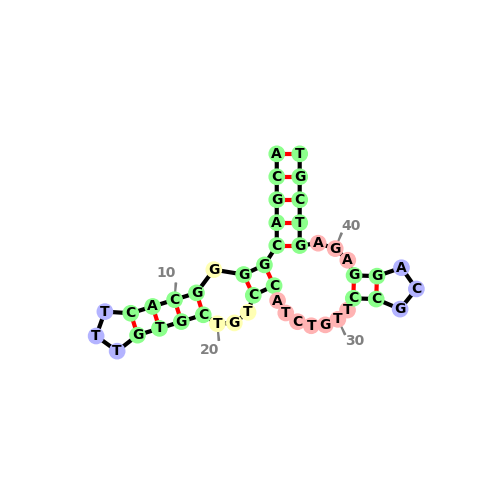 A T
C G
G C
A T
40
C G A G
G A
10 G G G G A
G C C C C C
T C A C A T G
T G T G C T G T T C T G T T
T 20 30